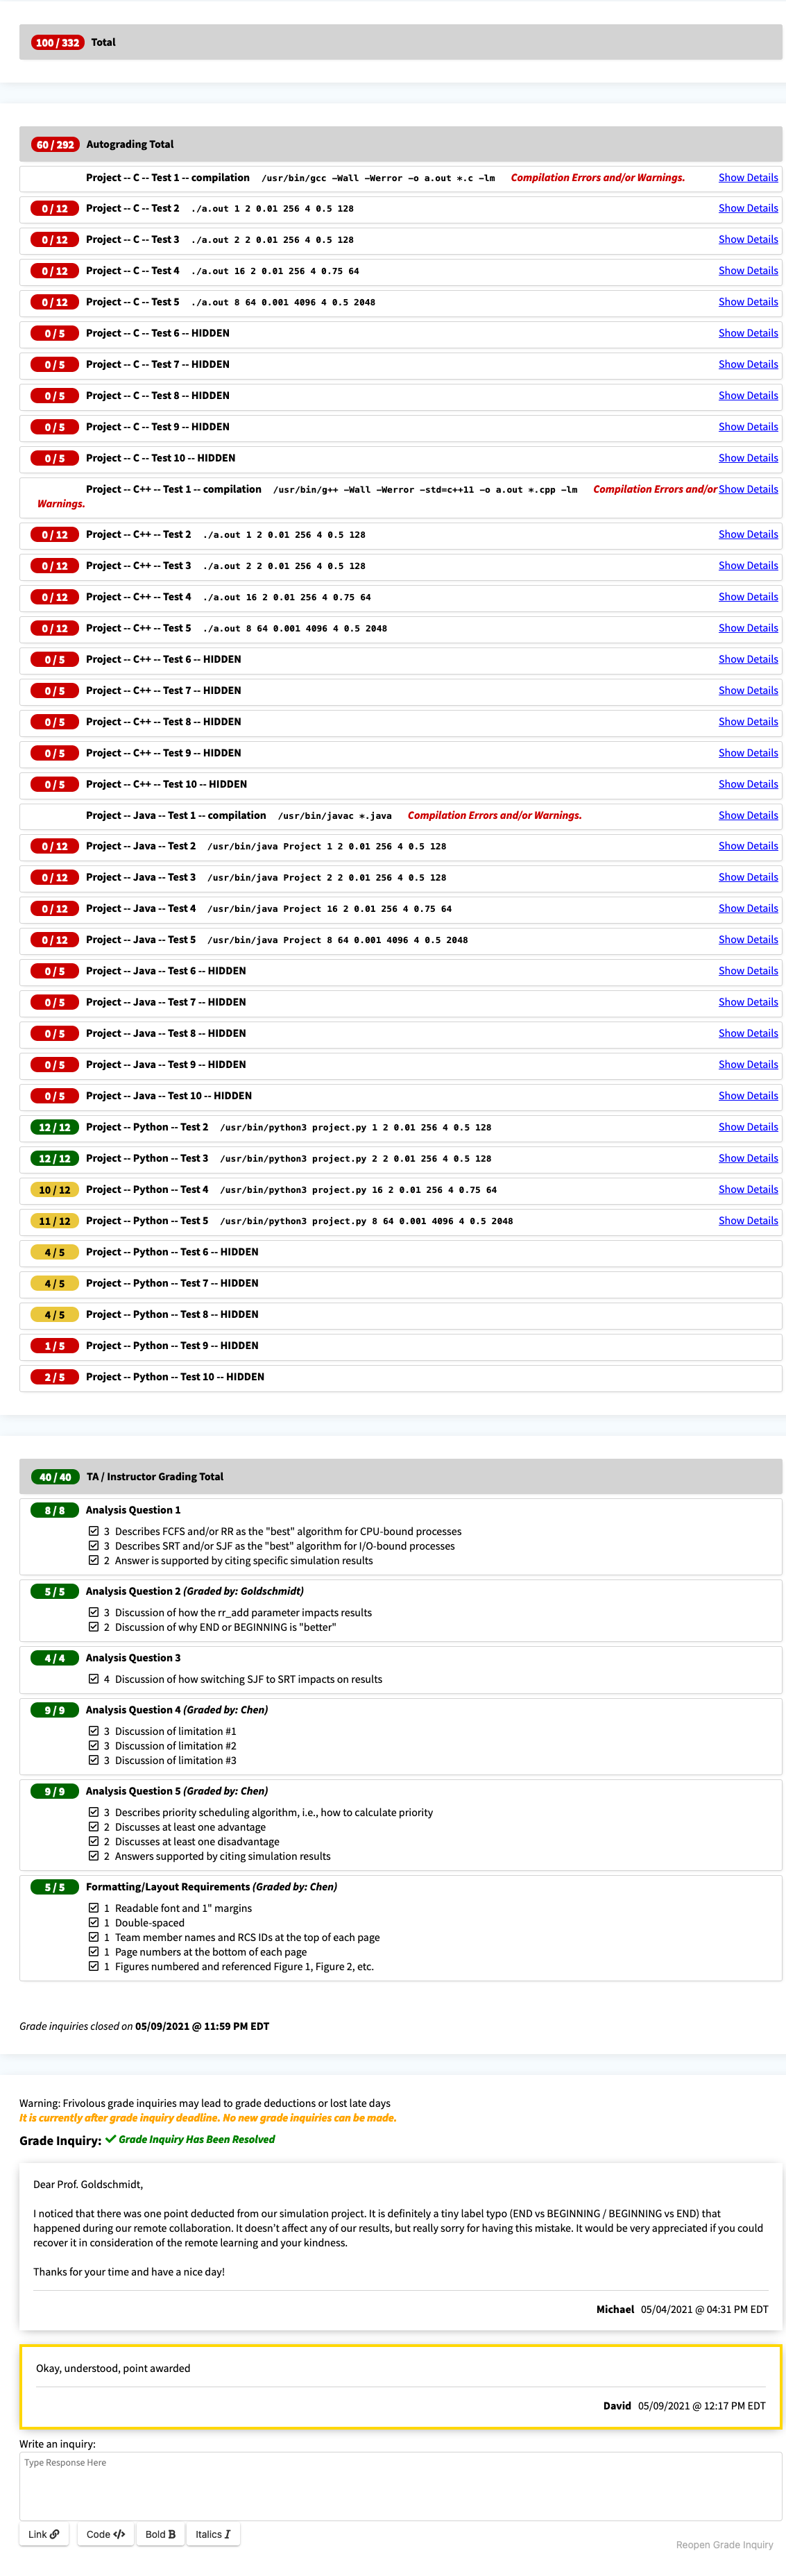 100 / 332 Total
60 / 292 Autograding Total
Project -- C -- Test 1 -- compilation /usr/bin/gcc -Wall -Werror -o a.out *.c -lm Compilation Errors and/or Warnings. Show Details
0 / 12 Project -- C -- Test 2 ./a.out 1 2 0.01 256 4 0.5 128 Show Details
0 / 12 Project -- C -- Test 3 ./a.out 2 2 0.01 256 4 0.5 128 Show Details
0 / 12 Project -- C -- Test 4 ./a.out 16 2 0.01 256 4 0.75 64 Show Details
0 / 12 Project -- C -- Test 5 ./a.out 8 64 0.001 4096 4 0.5 2048 Show Details
0 / 5 Project -- C -- Test 6 -- HIDDEN Show Details
0 / 5 Project -- C -- Test 7 -- HIDDEN Show Details
0 / 5 Project -- C -- Test 8 -- HIDDEN Show Details
0 / 5 Project -- C -- Test 9 -- HIDDEN Show Details
0 / 5 Project -- C -- Test 10 -- HIDDEN Show Details
Project -- C++ -- Test 1 -- compilation /usr/bin/g++ -Wall -Werror -std=c++11 -o a.out *.cpp -lm Compilation Errors and/or Show Details
Warnings.
0 / 12 Project -- C++ -- Test 2 ./a.out 1 2 0.01 256 4 0.5 128 Show Details
0 / 12 Project -- C++ -- Test 3 ./a.out 2 2 0.01 256 4 0.5 128 Show Details
0 / 12 Project -- C++ -- Test 4 ./a.out 16 2 0.01 256 4 0.75 64 Show Details
0 / 12 Project -- C++ -- Test 5 ./a.out 8 64 0.001 4096 4 0.5 2048 Show Details
0 / 5 Project -- C++ -- Test 6 -- HIDDEN Show Details
0 / 5 Project -- C++ -- Test 7 -- HIDDEN Show Details
0 / 5 Project -- C++ -- Test 8 -- HIDDEN Show Details
0 / 5 Project -- C++ -- Test 9 -- HIDDEN Show Details
0 / 5 Project -- C++ -- Test 10 -- HIDDEN Show Details
Project -- Java -- Test 1 -- compilation /usr/bin/javac *.java Compilation Errors and/or Warnings. Show Details
0 / 12 Project -- Java -- Test 2 /usr/bin/java Project 1 2 0.01 256 4 0.5 128 Show Details
0 / 12 Project -- Java -- Test 3 /usr/bin/java Project 2 2 0.01 256 4 0.5 128 Show Details
0 / 12 Project -- Java -- Test 4 /usr/bin/java Project 16 2 0.01 256 4 0.75 64 Show Details
0 / 12 Project -- Java -- Test 5 /usr/bin/java Project 8 64 0.001 4096 4 0.5 2048 Show Details
0 / 5 Project -- Java -- Test 6 -- HIDDEN Show Details
0 / 5 Project -- Java -- Test 7 -- HIDDEN Show Details
0 / 5 Project -- Java -- Test 8 -- HIDDEN Show Details
0 / 5 Project -- Java -- Test 9 -- HIDDEN Show Details
0 / 5 Project -- Java -- Test 10 -- HIDDEN Show Details
12 / 12 Project -- Python -- Test 2 /usr/bin/python3 project.py 1 2 0.01 256 4 0.5 128 Show Details
12 / 12 Project -- Python -- Test 3 /usr/bin/python3 project.py 2 2 0.01 256 4 0.5 128 Show Details
10 / 12 Project -- Python -- Test 4 /usr/bin/python3 project.py 16 2 0.01 256 4 0.75 64 Show Details
11 / 12 Project -- Python -- Test 5 /usr/bin/python3 project.py 8 64 0.001 4096 4 0.5 2048 Show Details
4 / 5 Project -- Python -- Test 6 -- HIDDEN
4 / 5 Project -- Python -- Test 7 -- HIDDEN
4 / 5 Project -- Python -- Test 8 -- HIDDEN
1 / 5 Project -- Python -- Test 9 -- HIDDEN
2 / 5 Project -- Python -- Test 10 -- HIDDEN
40 / 40 TA / Instructor Grading Total
8 / 8 Analysis Question 1
3 Describes FCFS and/or RR as the "best" algorithm for CPU-bound processes
3 Describes SRT and/or SJF as the "best" algorithm for I/O-bound processes
2 Answer is supported by citing specific simulation results
5 / 5 Analysis Question 2 (Graded by: Goldschmidt)
3 Discussion of how the rr_add parameter impacts results
2 Discussion of why END or BEGINNING is "better"
4 / 4 Analysis Question 3
4 Discussion of how switching SJF to SRT impacts on results
9 / 9 Analysis Question 4 (Graded by: Chen)
3 Discussion of limitation #1
3 Discussion of limitation #2
3 Discussion of limitation #3
9 / 9 Analysis Question 5 (Graded by: Chen)
3 Describes priority scheduling algorithm, i.e., how to calculate priority
2 Discusses at least one advantage
2 Discusses at least one disadvantage
2 Answers supported by citing simulation results
5 / 5 Formatting/Layout Requirements (Graded by: Chen)
1 Readable font and 1" margins
1 Double-spaced
1 Team member names and RCS IDs at the top of each page
1 Page numbers at the bottom of each page
1 Figures numbered and referenced Figure 1, Figure 2, etc.
Grade inquiries closed on 05/09/2021 @ 11:59 PM EDT
Warning: Frivolous grade inquiries may lead to grade deductions or lost late days
It is currently after grade inquiry deadline. No new grade inquiries can be made.
Grade Inquiry: Grade Inquiry Has Been Resolved
Dear Prof. Goldschmidt,
I noticed that there was one point deducted from our simulation project. It is definitely a tiny label typo (END vs BEGINNING / BEGINNING vs END) that
happened during our remote collaboration. It doesn't affect any of our results, but really sorry for having this mistake. It would be very appreciated if you could
recover it in consideration of the remote learning and your kindness.
Thanks for your time and have a nice day!
Michael 05/04/2021 @ 04:31 PM EDT
Okay, understood, point awarded
David 05/09/2021 @ 12:17 PM EDT
Write an inquiry:
Type Response Here
Link Code Bold B Italics I
Reopen Grade Inquiry